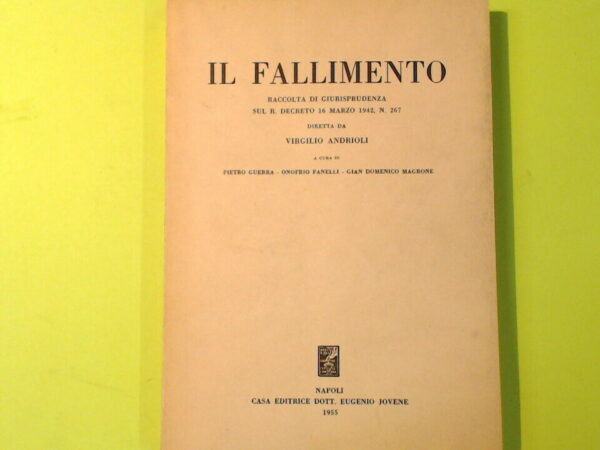 IL FALLIMENTO
RACCOLTA DI GIURISPRUDENZA
SUL R. DECRETO 16 MARZO 1942, N. 267
DIRETTA DA
VIRGILIO ANDRIOLI
A CURA DI
PIETRO GUERRA - ONOFRIO FANELLI - GIAN DOMENICO MAGRONE
NAPOLI
CASA EDITRICE DOTT. EUGENIO JOVENE
1955